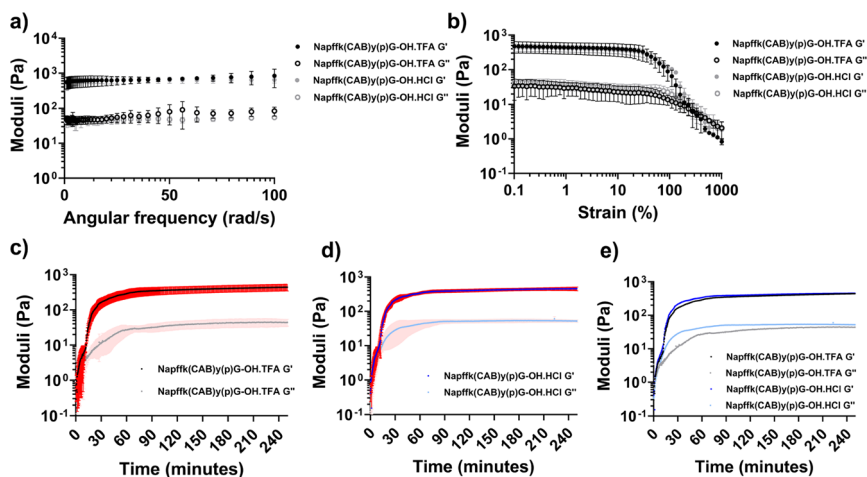 a)
Moduli (Pa)
10⁴
10³
10²
10¹
10⁰
0
50
100
Angular frequency (rad/s)
Napffk(CAB)y(p)G-OH.TFA G'
Napffk(CAB)y(p)G-OH.TFA G"
Napffk(CAB)y(p)G-OH.HCl G'
Napffk(CAB)y(p)G-OH.HCl G"
b)
Moduli (Pa)
10³
10²
10¹
10⁰
10⁻¹
0.1
1
10
100
1000
Strain (%)
Napffk(CAB)y(p)G-OH.TFA G'
Napffk(CAB)y(p)G-OH.TFA G"
Napffk(CAB)y(p)G-OH.HCl G'
Napffk(CAB)y(p)G-OH.HCl G"
c)
Moduli (Pa)
10³
10²
10¹
10⁰
10⁻¹
0 30 60 90 120 150 180 210 240
Time (minutes)
Napffk(CAB)y(p)G-OH.TFA G'
Napffk(CAB)y(p)G-OH.TFA G"
d)
Moduli (Pa)
10³
10²
10¹
10⁰
10⁻¹
0 30 60 90 120 150 180 210 240
Time (minutes)
Napffk(CAB)y(p)G-OH.HCl G'
Napffk(CAB)y(p)G-OH.HCl G"
e)
Moduli (Pa)
10³
10²
10¹
10⁰
10⁻¹
0 30 60 90 120 150 180 210 240
Time (minutes)
Napffk(CAB)y(p)G-OH.TFA G'
Napffk(CAB)y(p)G-OH.TFA G"
Napffk(CAB)y(p)G-OH.HCl G'
Napffk(CAB)y(p)G-OH.HCl G"